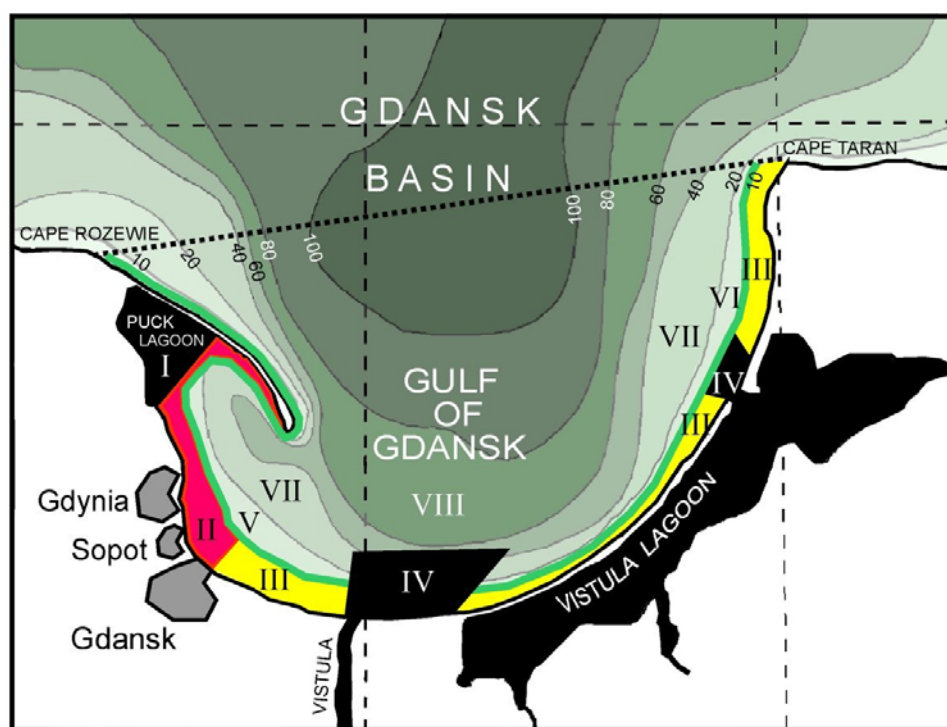 GDANSK
BASIN
CAPE TARAN
CAPE ROZEWIE
10
20
40
60
80
100
100
80
60
40
20
10
III
VI
VII
PUCK
LAGOON
I
GULF
OF
GDANSK
IV
III
VII
VIII
Gdynia
II
V
Sopot
III
IV
VISTULA LAGOON
Gdansk
VISTULA